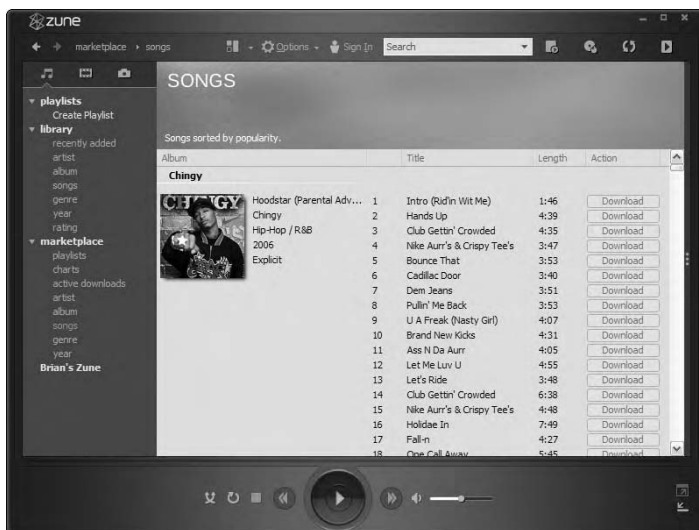 zune
marketplace songs Options Sign In Search
SONGS
playlists
Create Playlist
library
recently added
artist
album
songs
genre
year
rating
marketplace
playlists
charts
active downloads
artist
album
songs
genre
year
Brian's Zune
Songs sorted by popularity.
Album Title Length Action
Chingy
CHINGY
Hoodstar (Parental Adv...
Chingy
Hip-Hop / R&B
2006
Explicit
1 Intro (Rid'in Wit Me) 1:46 Download
2 Hands Up 4:39 Download
3 Club Gettin' Crowded 4:35 Download
4 Nike Aurr's & Crispy Tee's 3:47 Download
5 Bounce That 3:53 Download
6 Cadillac Door 3:40 Download
7 Dem Jeans 3:51 Download
8 Pullin' Me Back 3:53 Download
9 U A Freak (Nasty Girl) 4:07 Download
10 Brand New Kicks 4:31 Download
11 Ass N Da Aurr 4:05 Download
12 Let Me Luv U 4:55 Download
13 Let's Ride 3:48 Download
14 Club Gettin' Crowded 6:38 Download
15 Nike Aurr's & Crispy Tee's 4:48 Download
16 Holidae In 7:49 Download
17 Fall-n 4:27 Download
18 One Call Away 5:45 Download